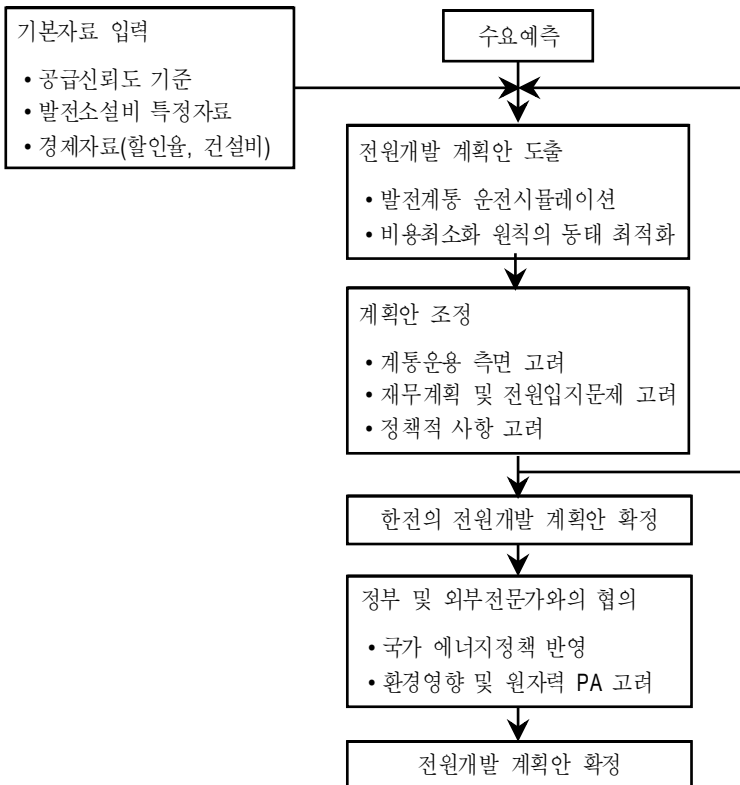 기본자료 입력
• 공급신뢰도 기준
• 발전소설비 특정자료
• 경제자료(할인율, 건설비)
수요예측
전원개발 계획안 도출
• 발전계통 운전시뮬레이션
• 비용최소화 원칙의 동태 최적화
계획안 조정
• 계통운용 측면 고려
• 재무계획 및 전원입지문제 고려
• 정책적 사항 고려
한전의 전원개발 계획안 확정
정부 및 외부전문가와의 협의
• 국가 에너지정책 반영
• 환경영향 및 원자력 PA 고려
전원개발 계획안 확정